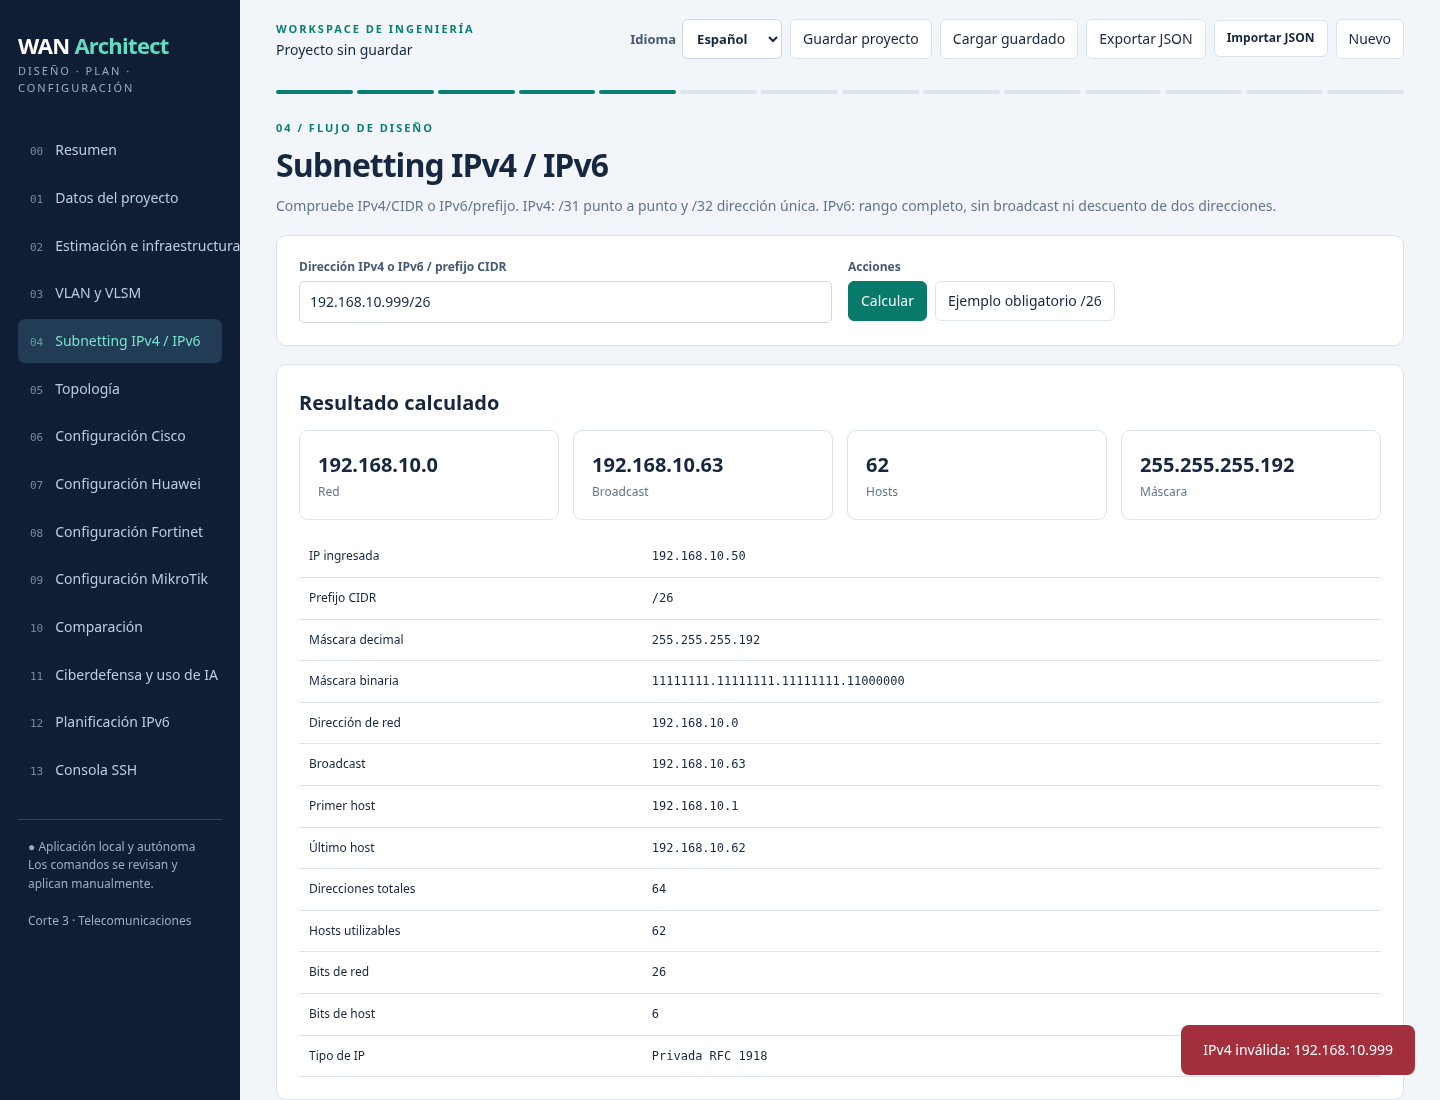 WAN Architect
DISEÑO · PLAN ·
CONFIGURACIÓN
00 Resumen
01 Datos del proyecto
02 Estimación e infraestructura
03 VLAN y VLSM
04 Subnetting IPv4 / IPv6
05 Topología
06 Configuración Cisco
07 Configuración Huawei
08 Configuración Fortinet
09 Configuración MikroTik
10 Comparación
11 Ciberdefensa y uso de IA
12 Planificación IPv6
13 Consola SSH
● Aplicación local y autónoma
Los comandos se revisan y
aplican manualmente.
Corte 3 · Telecomunicaciones
WORKSPACE DE INGENIERÍA
Proyecto sin guardar
Idioma Español Guardar proyecto Cargar guardado Exportar JSON Importar JSON Nuevo
04 / FLUJO DE DISEÑO
Subnetting IPv4 / IPv6
Compruebe IPv4/CIDR o IPv6/prefijo. IPv4: /31 punto a punto y /32 dirección única. IPv6: rango completo, sin broadcast ni descuento de dos direcciones.
Dirección IPv4 o IPv6 / prefijo CIDR Acciones
192.168.10.999/26 Calcular Ejemplo obligatorio /26
Resultado calculado
192.168.10.0 192.168.10.63 62 255.255.255.192
Red Broadcast Hosts Máscara
IP ingresada 192.168.10.50
Prefijo CIDR /26
Máscara decimal 255.255.255.192
Máscara binaria 11111111.11111111.11111111.11000000
Dirección de red 192.168.10.0
Broadcast 192.168.10.63
Primer host 192.168.10.1
Último host 192.168.10.62
Direcciones totales 64
Hosts utilizables 62
Bits de red 26
Bits de host 6
Tipo de IP Privada RFC 1918
IPv4 inválida: 192.168.10.999